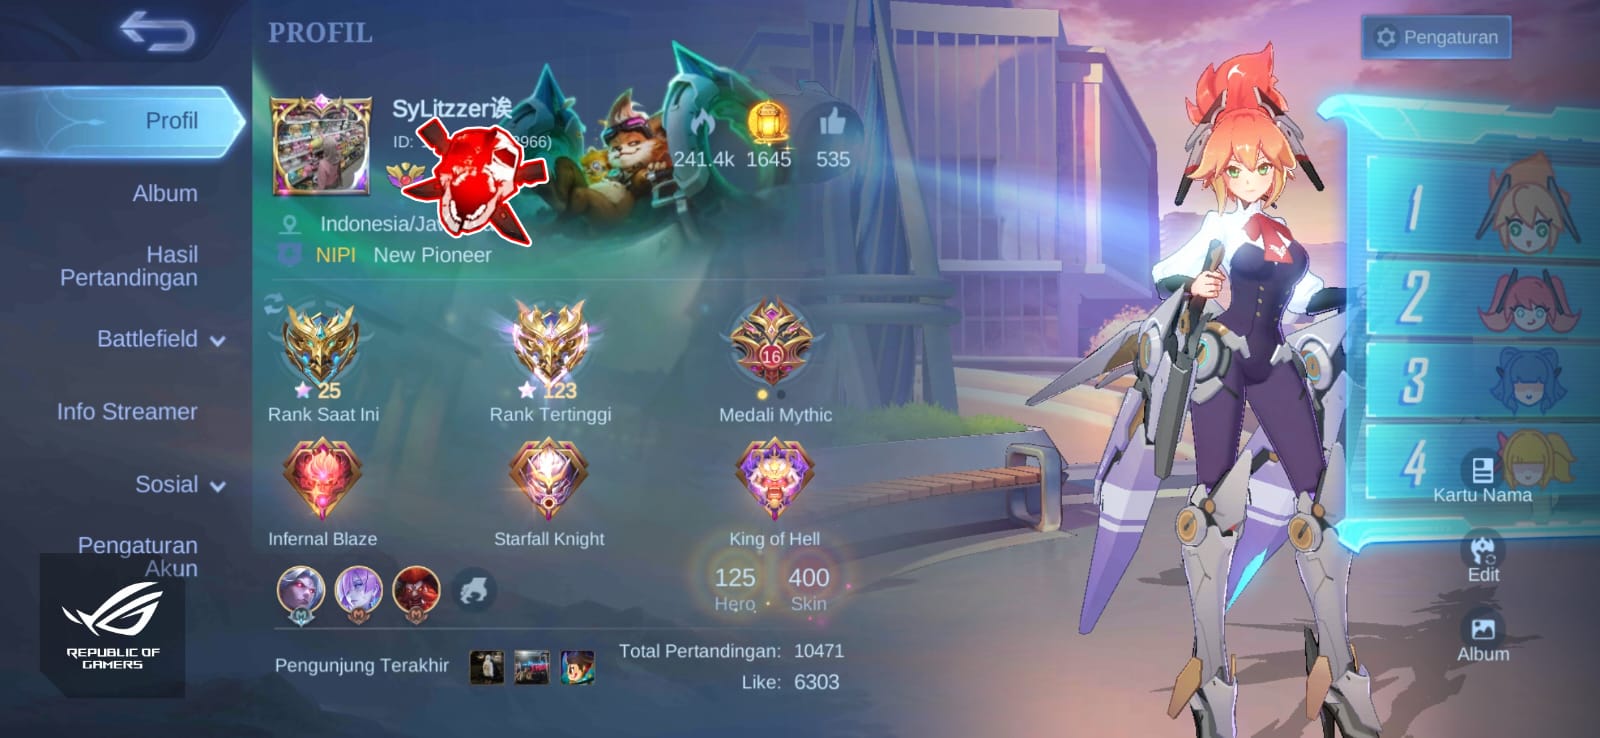 PROFIL
Pengaturan
Profil
Album
Hasil
Pertandingan
Battlefield
Info Streamer
Sosial
Pengaturan
Akun
REPUBLIC OF
GAMERS
SyLitzzer诶
ID: 966)
241.4k 1645 535
Indonesia/Ja
NIPI New Pioneer
25
Rank Saat Ini
123
Rank Tertinggi
16
Medali Mythic
Infernal Blaze
Starfall Knight
King of Hell
125
Hero
400
Skin
Pengunjung Terakhir
Total Pertandingan: 10471
Like: 6303
1
2
3
4
Kartu Nama
Edit
Album